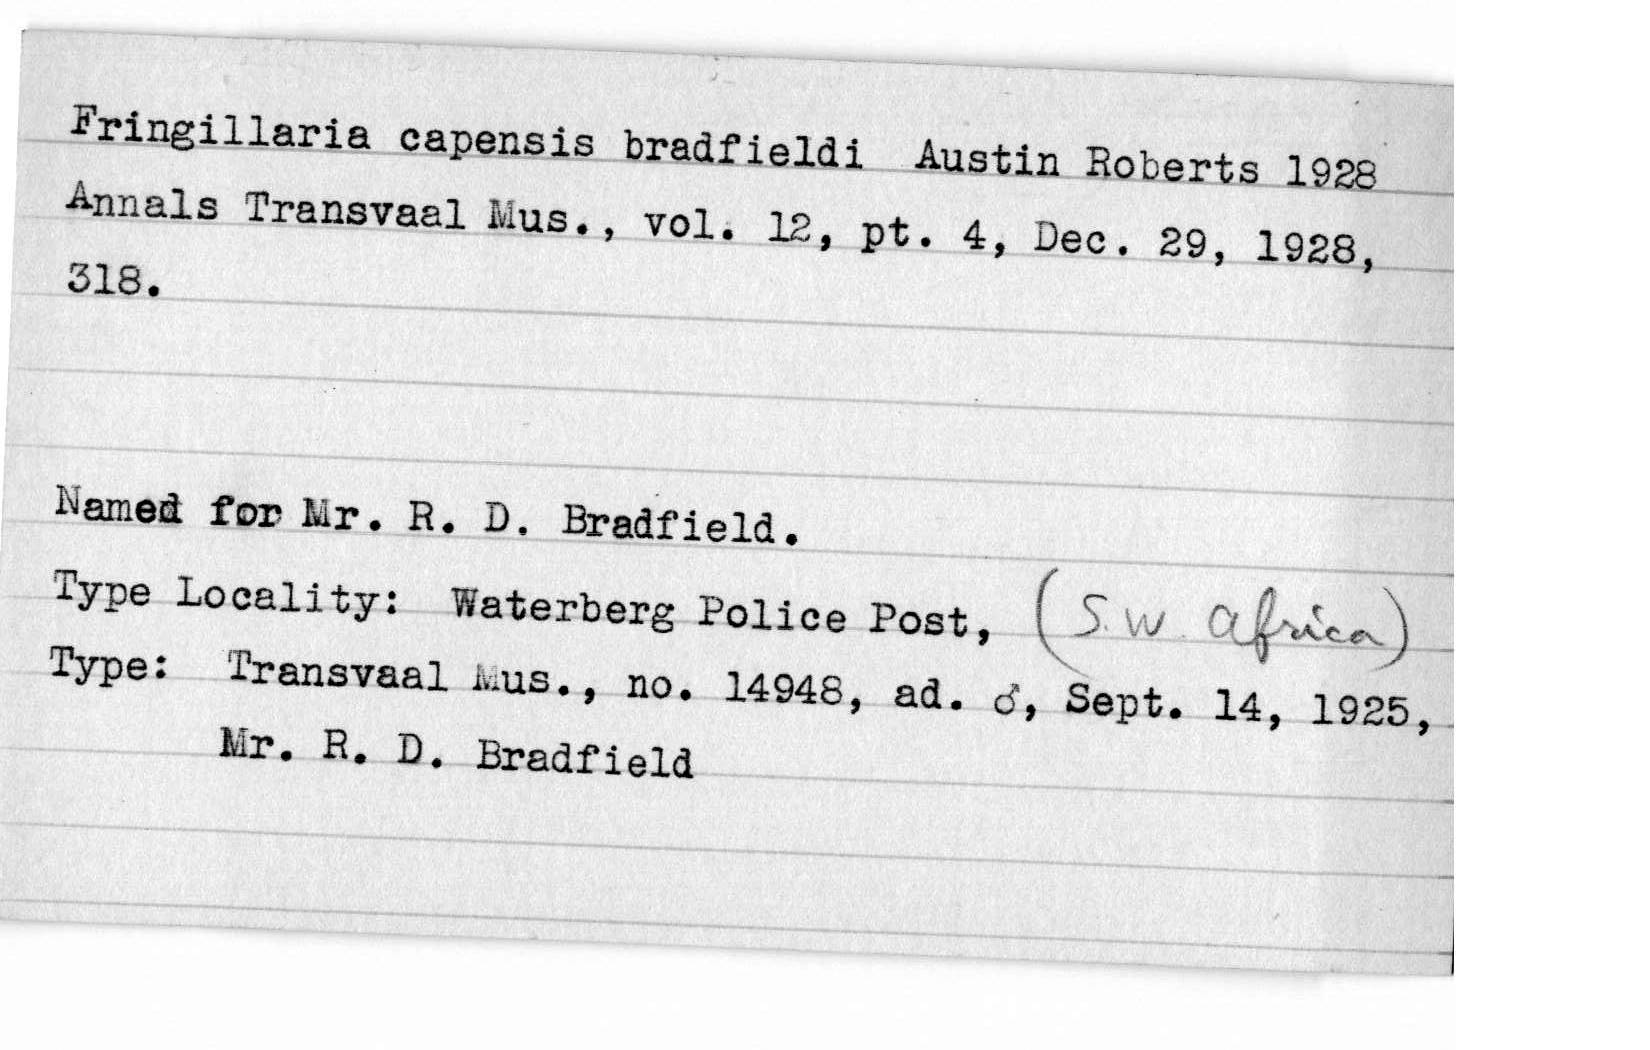 Fringillaria capensis bradfieldi Austin Roberts 1928
Annals Transvaal Mus., vol. 12, pt. 4, Dec. 29, 1928,
318.
Named for Mr. R. D. Bradfield.
Type Locality: Waterberg Police Post, (S.W. Africa)
Type: Transvaal Mus., no. 14948, ad. ♂, Sept. 14, 1925,
Mr. R. D. Bradfield